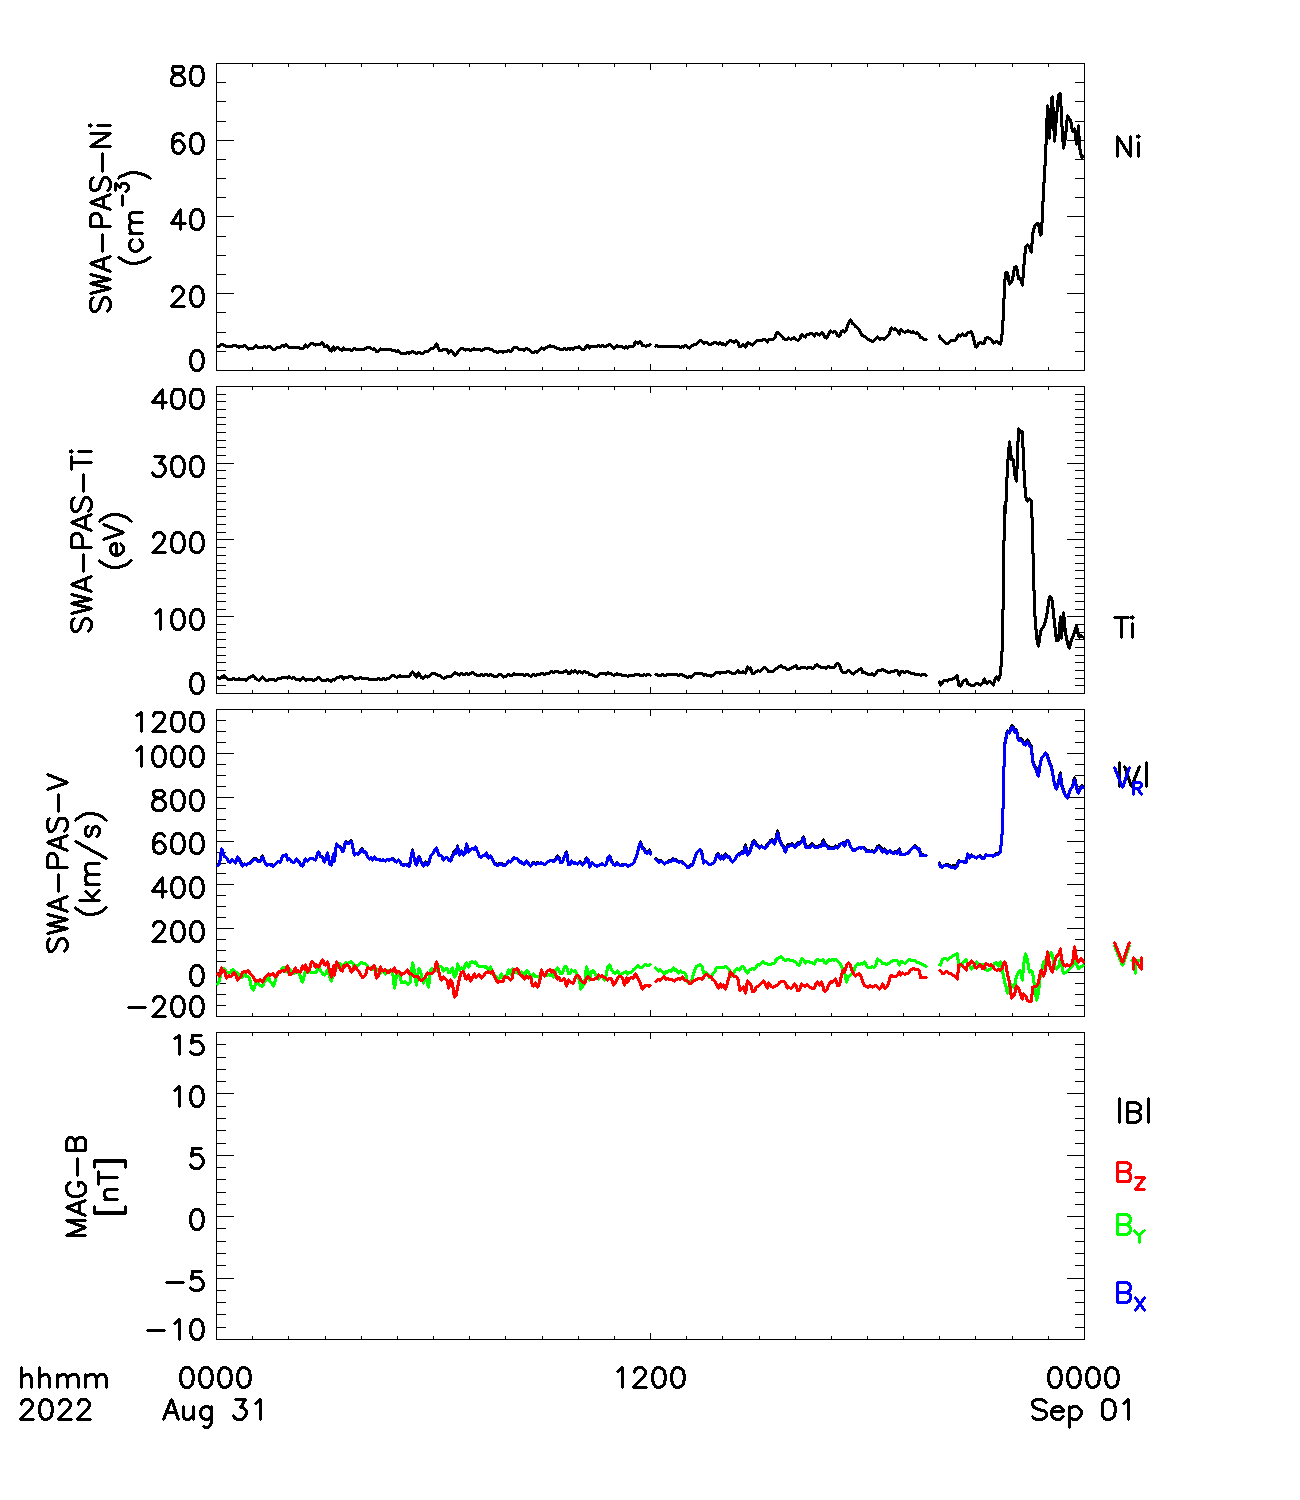 SWA-PAS-Ni
(cm⁻³)
80
60
40
20
0
Ni
SWA-PAS-Ti
(eV)
400
300
200
100
0
Ti
SWA-PAS-V
(km/s)
1200
1000
800
600
400
200
0
-200
|V|
V_R
V_N
MAG-B
[nT]
15
10
5
0
-5
-10
|B|
B_Z
B_Y
B_X
hhmm 0000 1200 0000
2022 Aug 31 Sep 01